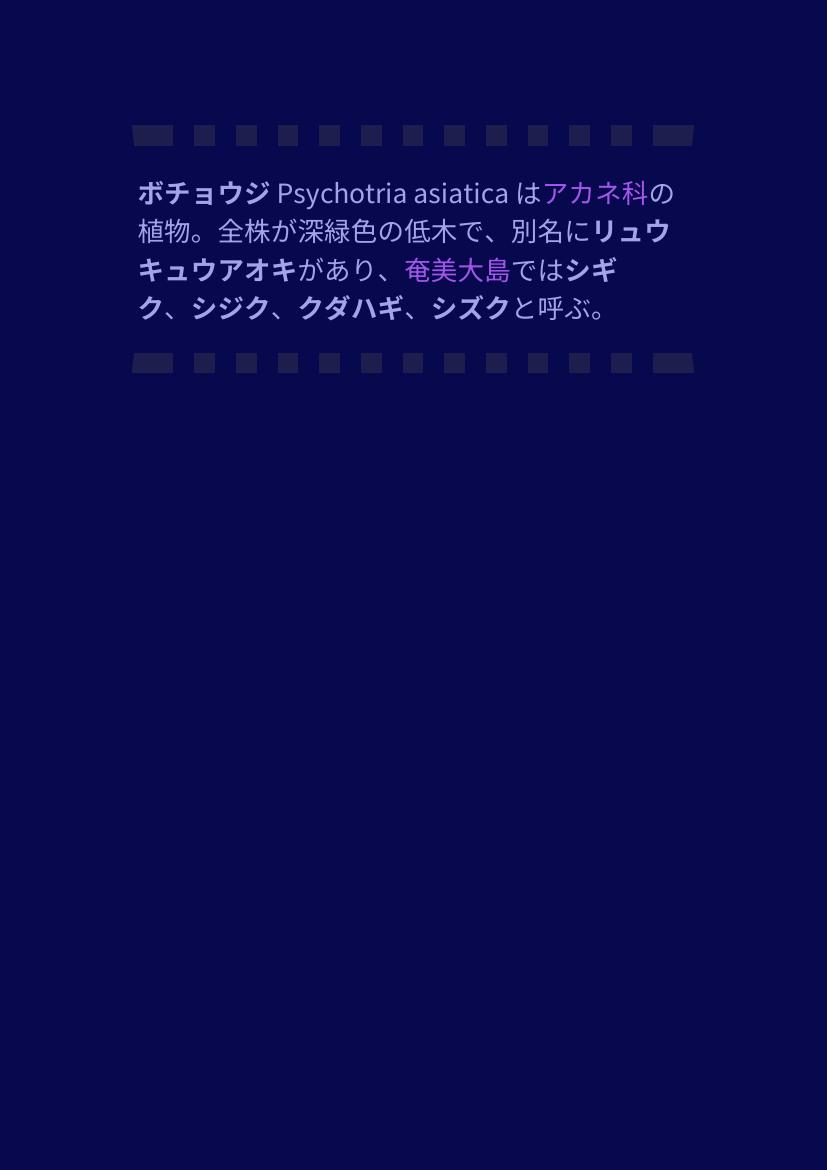 ボチョウジ Psychotria asiatica はアカネ科の
植物。全株が深緑色の低木で、別名にリュウ
キュウアオキがあり、奄美大島ではシギ
ク、シジク、クダハギ、シズクと呼ぶ。